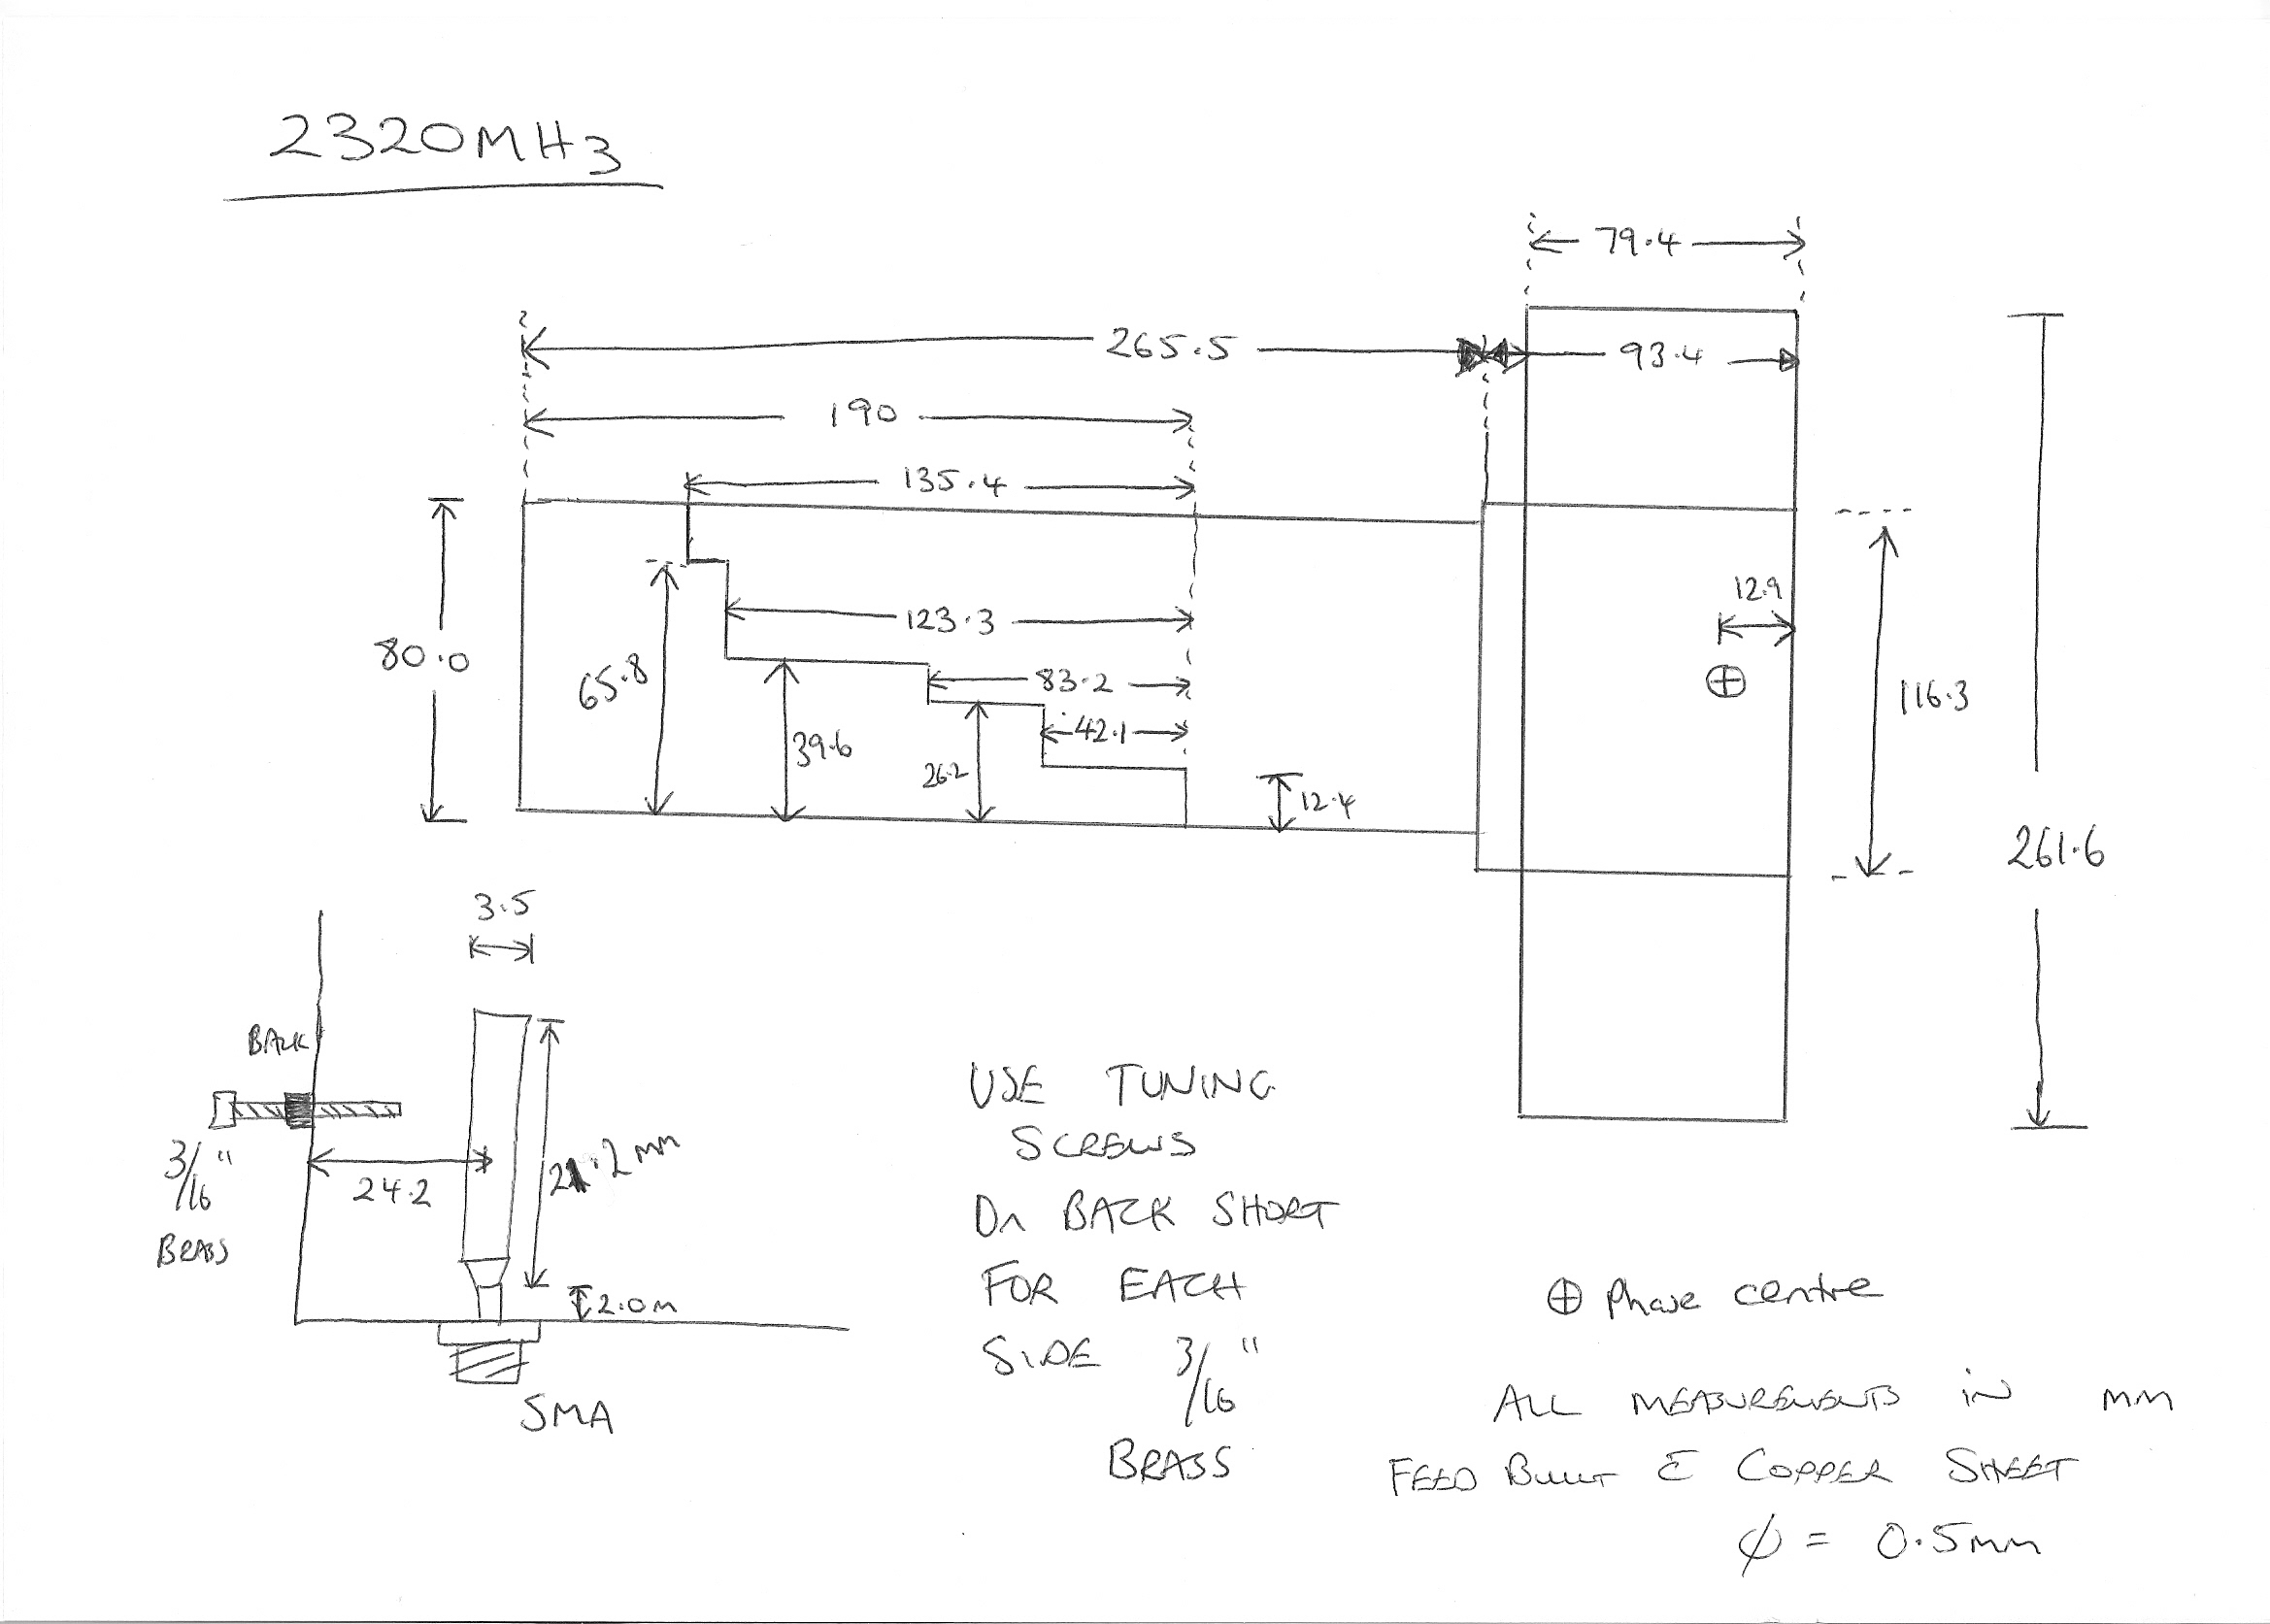 2320MHz
79.4
265.5
93.4
190
135.4
12.9
123.3
80.0
65.8
83.2
116.3
42.1
39.6
26.2
12.4
261.6
3.5
BACK
USE TUNING
SCREWS
3/16"
24.2
21.2mm
BRASS
On BACK SHORT
FOR EACH
2.0m
⊕ Phase centre
SIDE 3/16"
SMA
ALL MEASUREMENTS in mm
BRASS
FEED BUILT C̅ COPPER SHEET
φ = 0.5mm